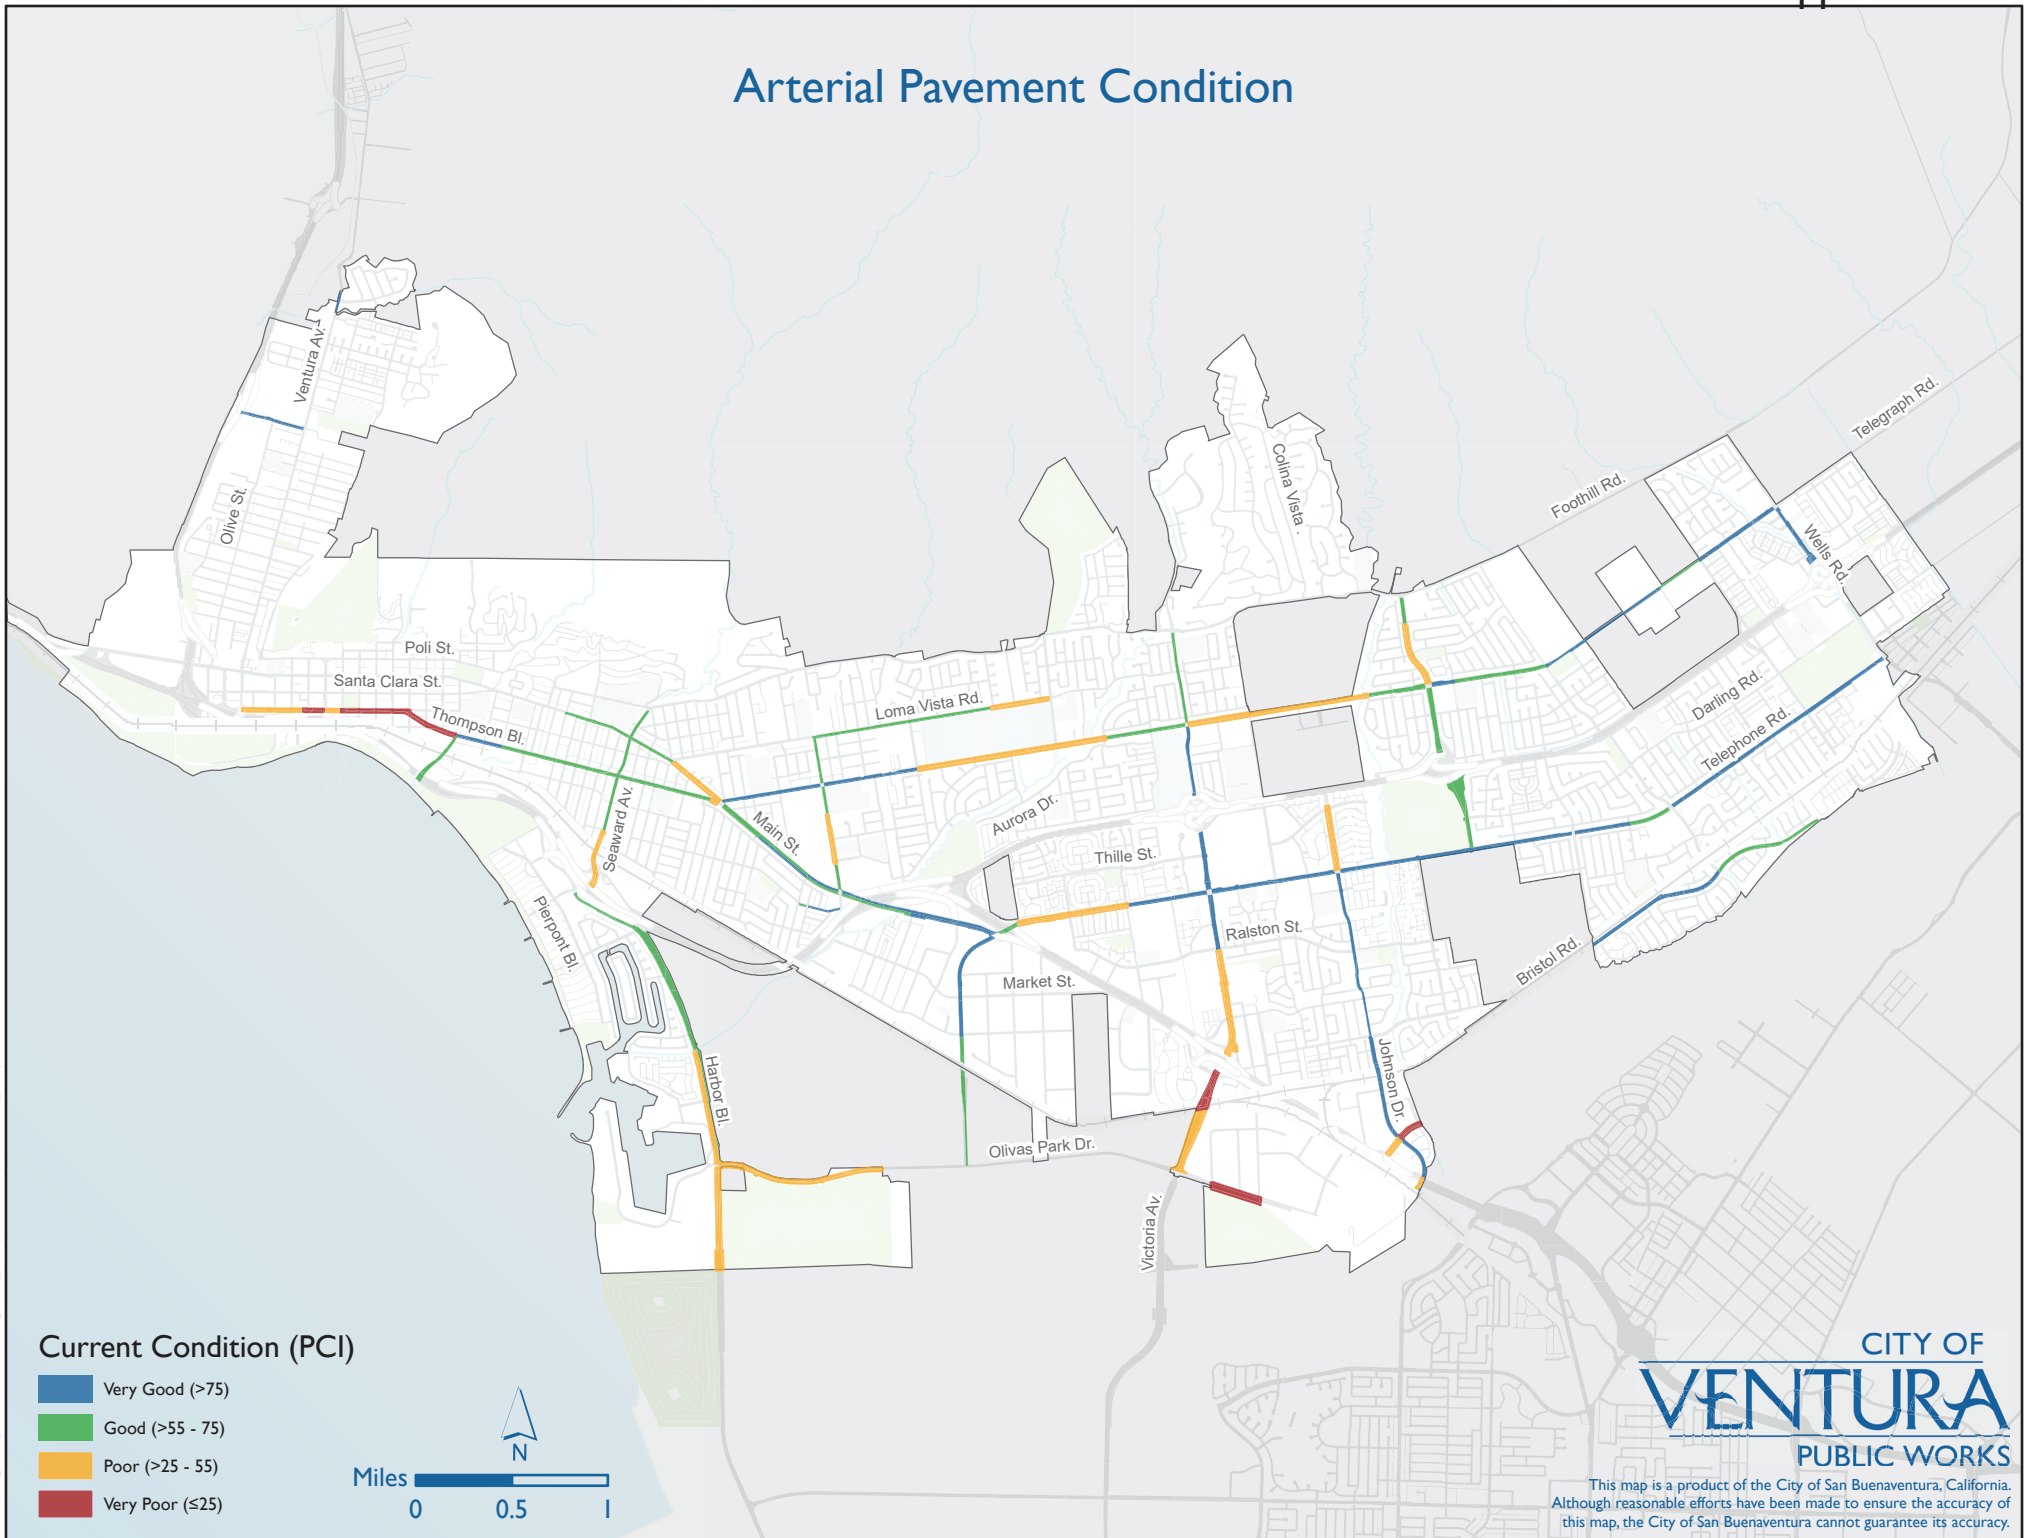 Arterial Pavement Condition
Ventura Av.
Olive St.
Poli St.
Santa Clara St.
Thompson Bl.
Seaward Av.
Main St.
Loma Vista Rd.
Aurora Dr.
Thille St.
Ralston St.
Market St.
Pierpont Bl.
Harbor Bl.
Olivas Park Dr.
Victoria Av.
Johnson Dr.
Bristol Rd.
Colina Vista .
Foothill Rd.
Telegraph Rd.
Wells Rd.
Darling Rd.
Telephone Rd.
Current Condition (PCI)
Very Good (>75)
Good (>55 - 75)
Poor (>25 - 55)
Very Poor (≤25)
N
Miles
0 0.5 1
CITY OF
VENTURA
PUBLIC WORKS
This map is a product of the City of San Buenaventura, California.
Although reasonable efforts have been made to ensure the accuracy of
this map, the City of San Buenaventura cannot guarantee its accuracy.